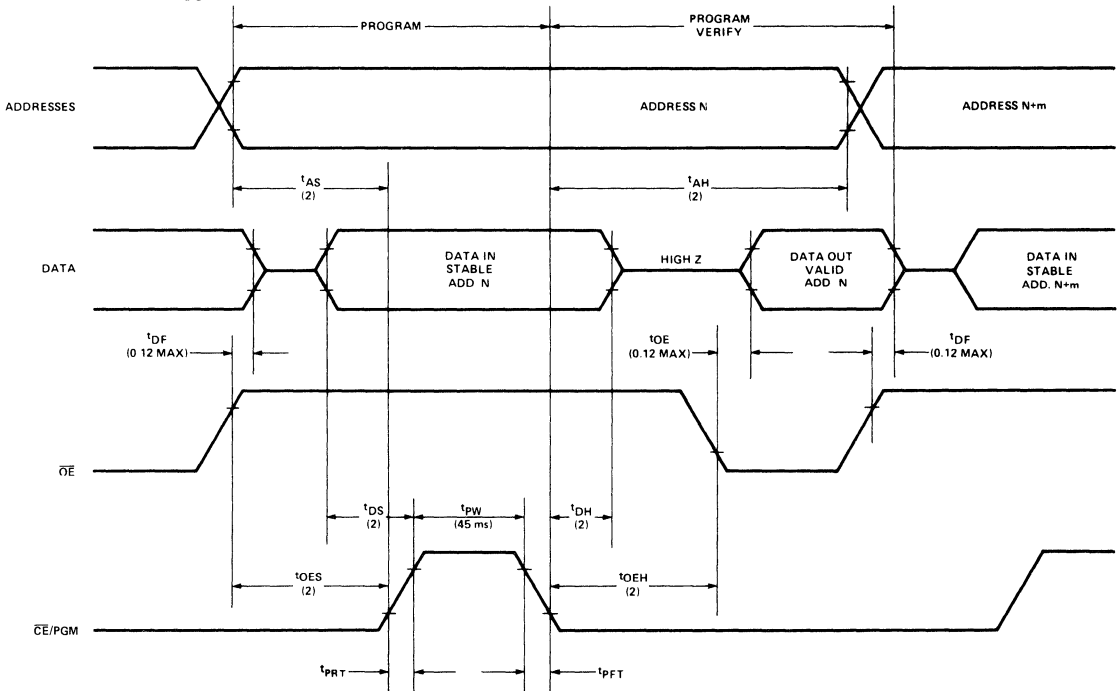 PROGRAM
PROGRAM
VERIFY
ADDRESSES
ADDRESS N
ADDRESS N+m
tAS
(2)
tAH
(2)
DATA
DATA IN
STABLE
ADD N
HIGH Z
DATA OUT
VALID
ADD N
DATA IN
STABLE
ADD. N+m
tDF
(0 12 MAX)
tOE
(0.12 MAX)
tDF
(0.12 MAX)
OE
tDS
(2)
tPW
(45 ms)
tDH
(2)
tOES
(2)
tOEH
(2)
CE/PGM
tPRT
tPFT